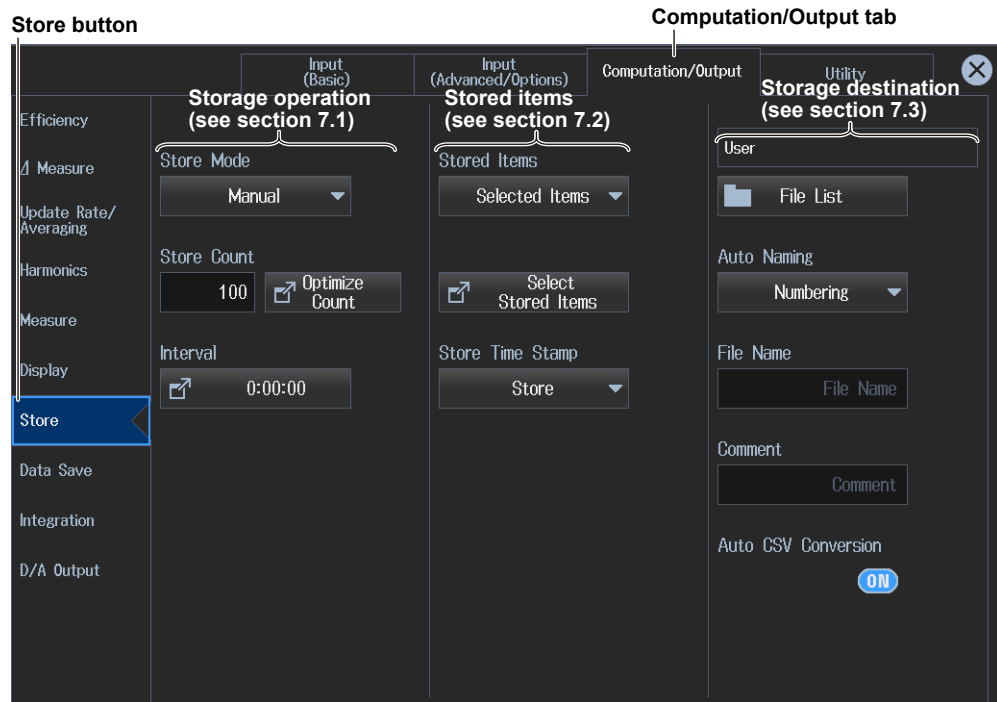 Store button
Computation/Output tab
Input
(Basic)
Input
(Advanced/Options)
Computation/Output
Utility
Storage operation
(see section 7.1)
Stored items
(see section 7.2)
Storage destination
(see section 7.3)
Efficiency
⊿ Measure
Update Rate/
Averaging
Harmonics
Measure
Display
Store
Data Save
Integration
D/A Output
Store Mode
Manual
Store Count
100
Optimize
Count
Interval
0:00:00
Stored Items
Selected Items
Select
Stored Items
Store Time Stamp
Store
User
File List
Auto Naming
Numbering
File Name
File Name
Comment
Comment
Auto CSV Conversion
ON